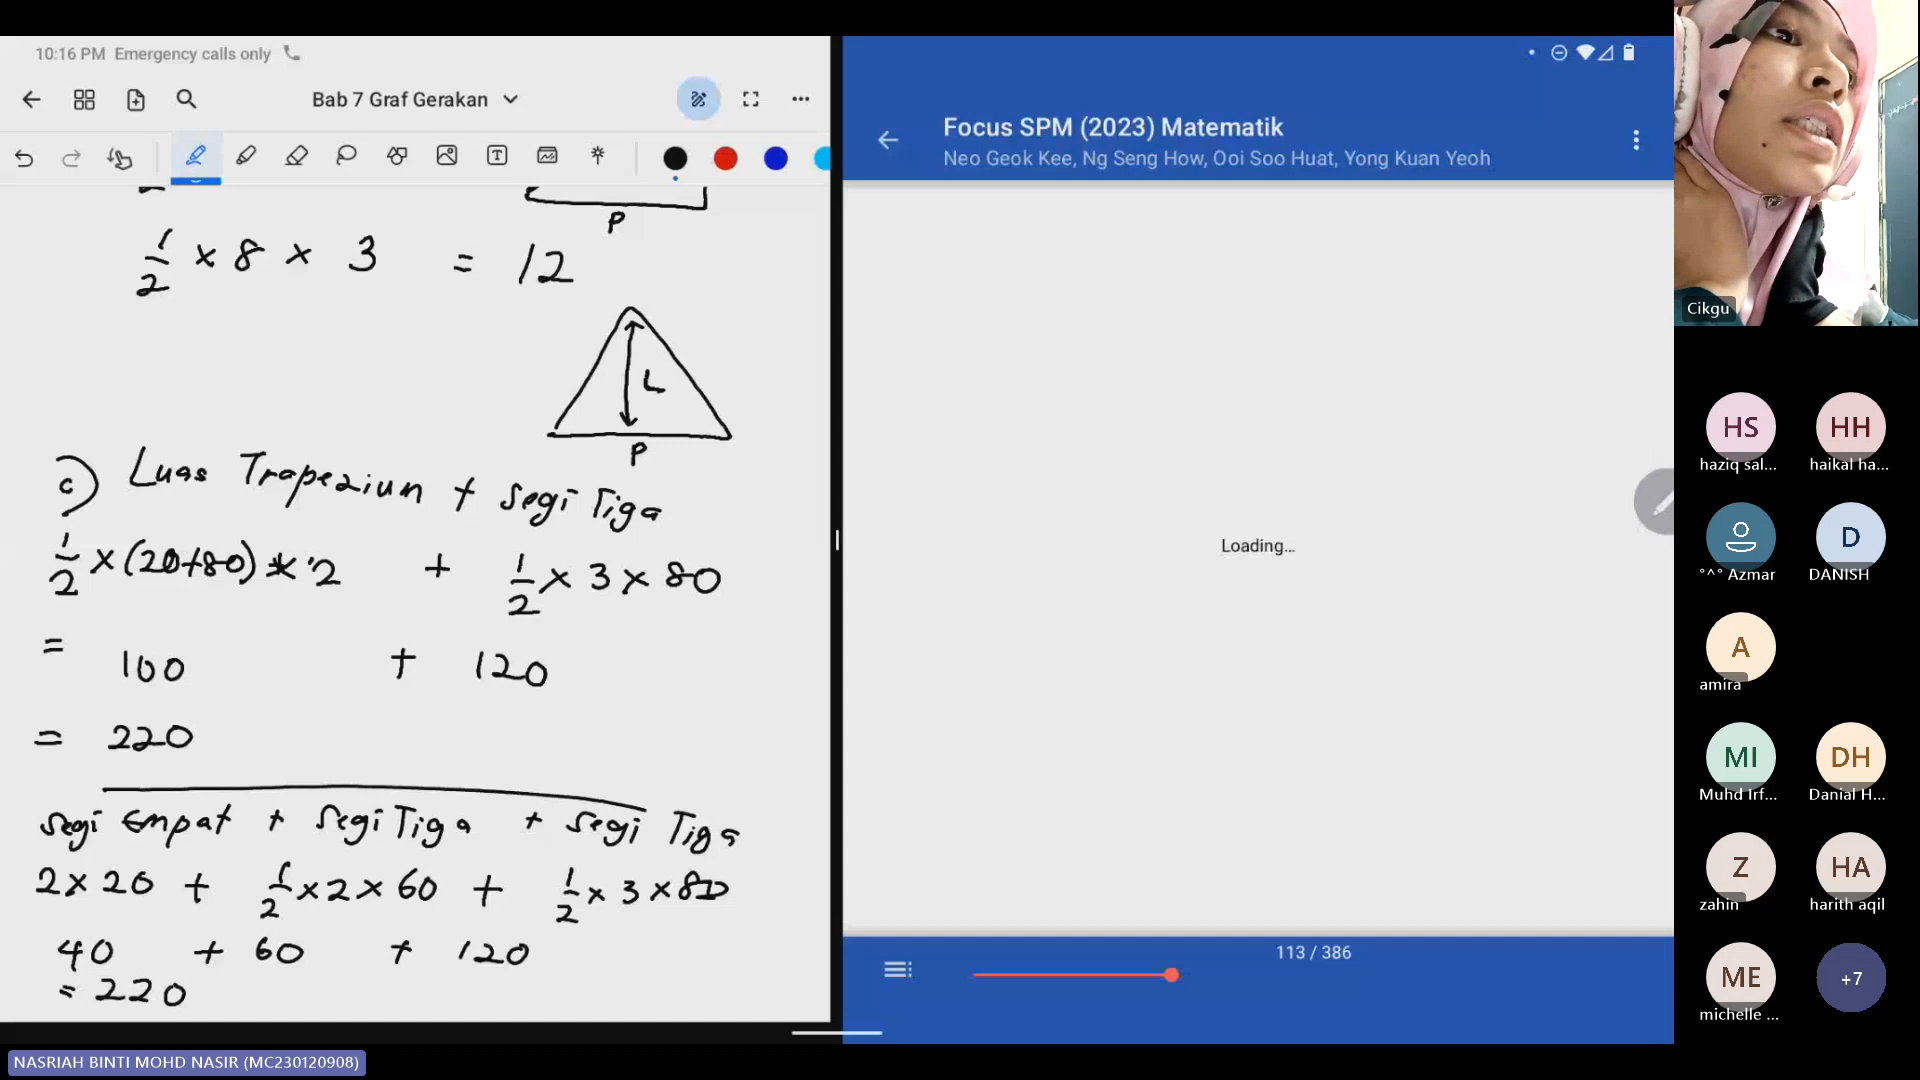 10:16 PM Emergency calls only
Bab 7 Graf Gerakan
P
1/2 × 8 × 3 = 12
L
P
c) Luas Trapezium + Segi Tiga
1/2 × (20+80) × 2 + 1/2 × 3 × 80
= 100 + 120
= 220
Segi Empat + Segi Tiga + Segi Tiga
2 × 20 + 1/2 × 2 × 60 + 1/2 × 3 × 80
40 + 60 + 120
= 220
Focus SPM (2023) Matematik
Neo Geok Kee, Ng Seng How, Ooi Soo Huat, Yong Kuan Yeoh
Loading...
113 / 386
Cikgu
HS
haziq sal...
HH
haikal ha...
°^° Azmar
D
DANISH
A
amira
MI
Muhd Irf...
DH
Danial H...
Z
zahin
HA
harith aqil
ME
michelle ...
+7
NASRIAH BINTI MOHD NASIR (MC230120908)